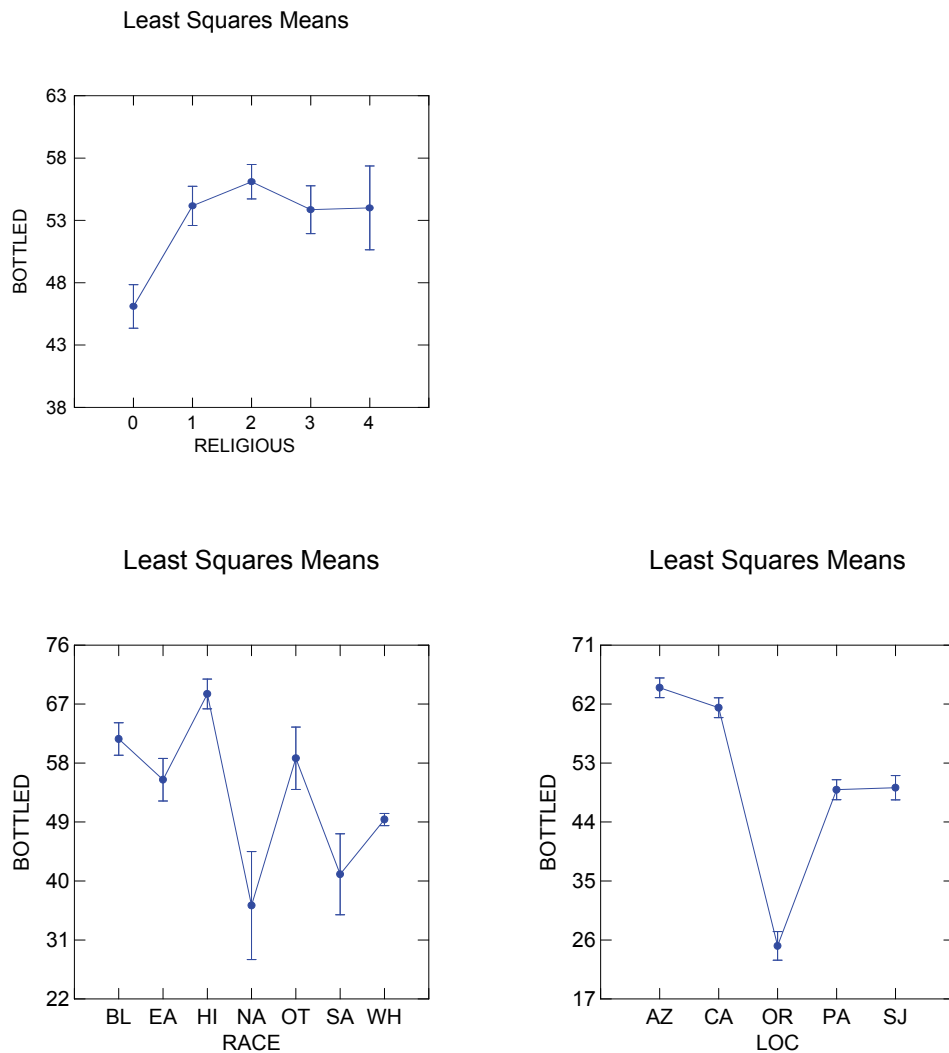 Least Squares Means
63
58
53
48
43
38
BOTTLED
0 1 2 3 4
RELIGIOUS
Least Squares Means
76
67
58
49
40
31
22
BOTTLED
BL EA HI NA OT SA WH
RACE
Least Squares Means
71
62
53
44
35
26
17
BOTTLED
AZ CA OR PA SJ
LOC